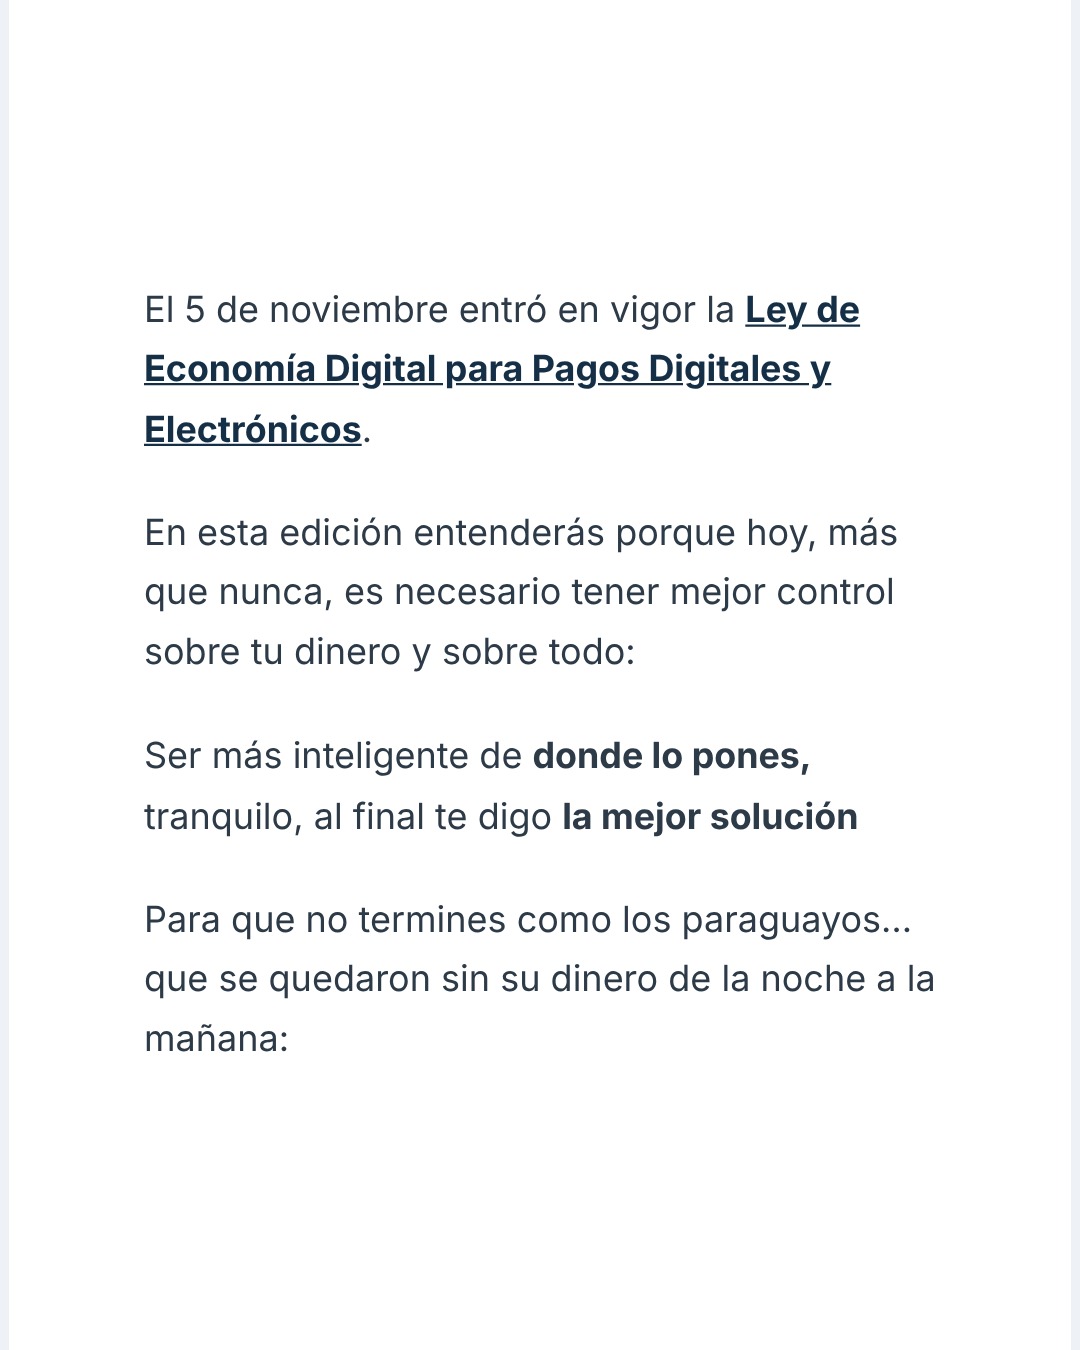 El 5 de noviembre entró en vigor la Ley de
Economía Digital para Pagos Digitales y
Electrónicos.
En esta edición entenderás porque hoy, más
que nunca, es necesario tener mejor control
sobre tu dinero y sobre todo:
Ser más inteligente de donde lo pones,
tranquilo, al final te digo la mejor solución
Para que no termines como los paraguayos...
que se quedaron sin su dinero de la noche a la
mañana: